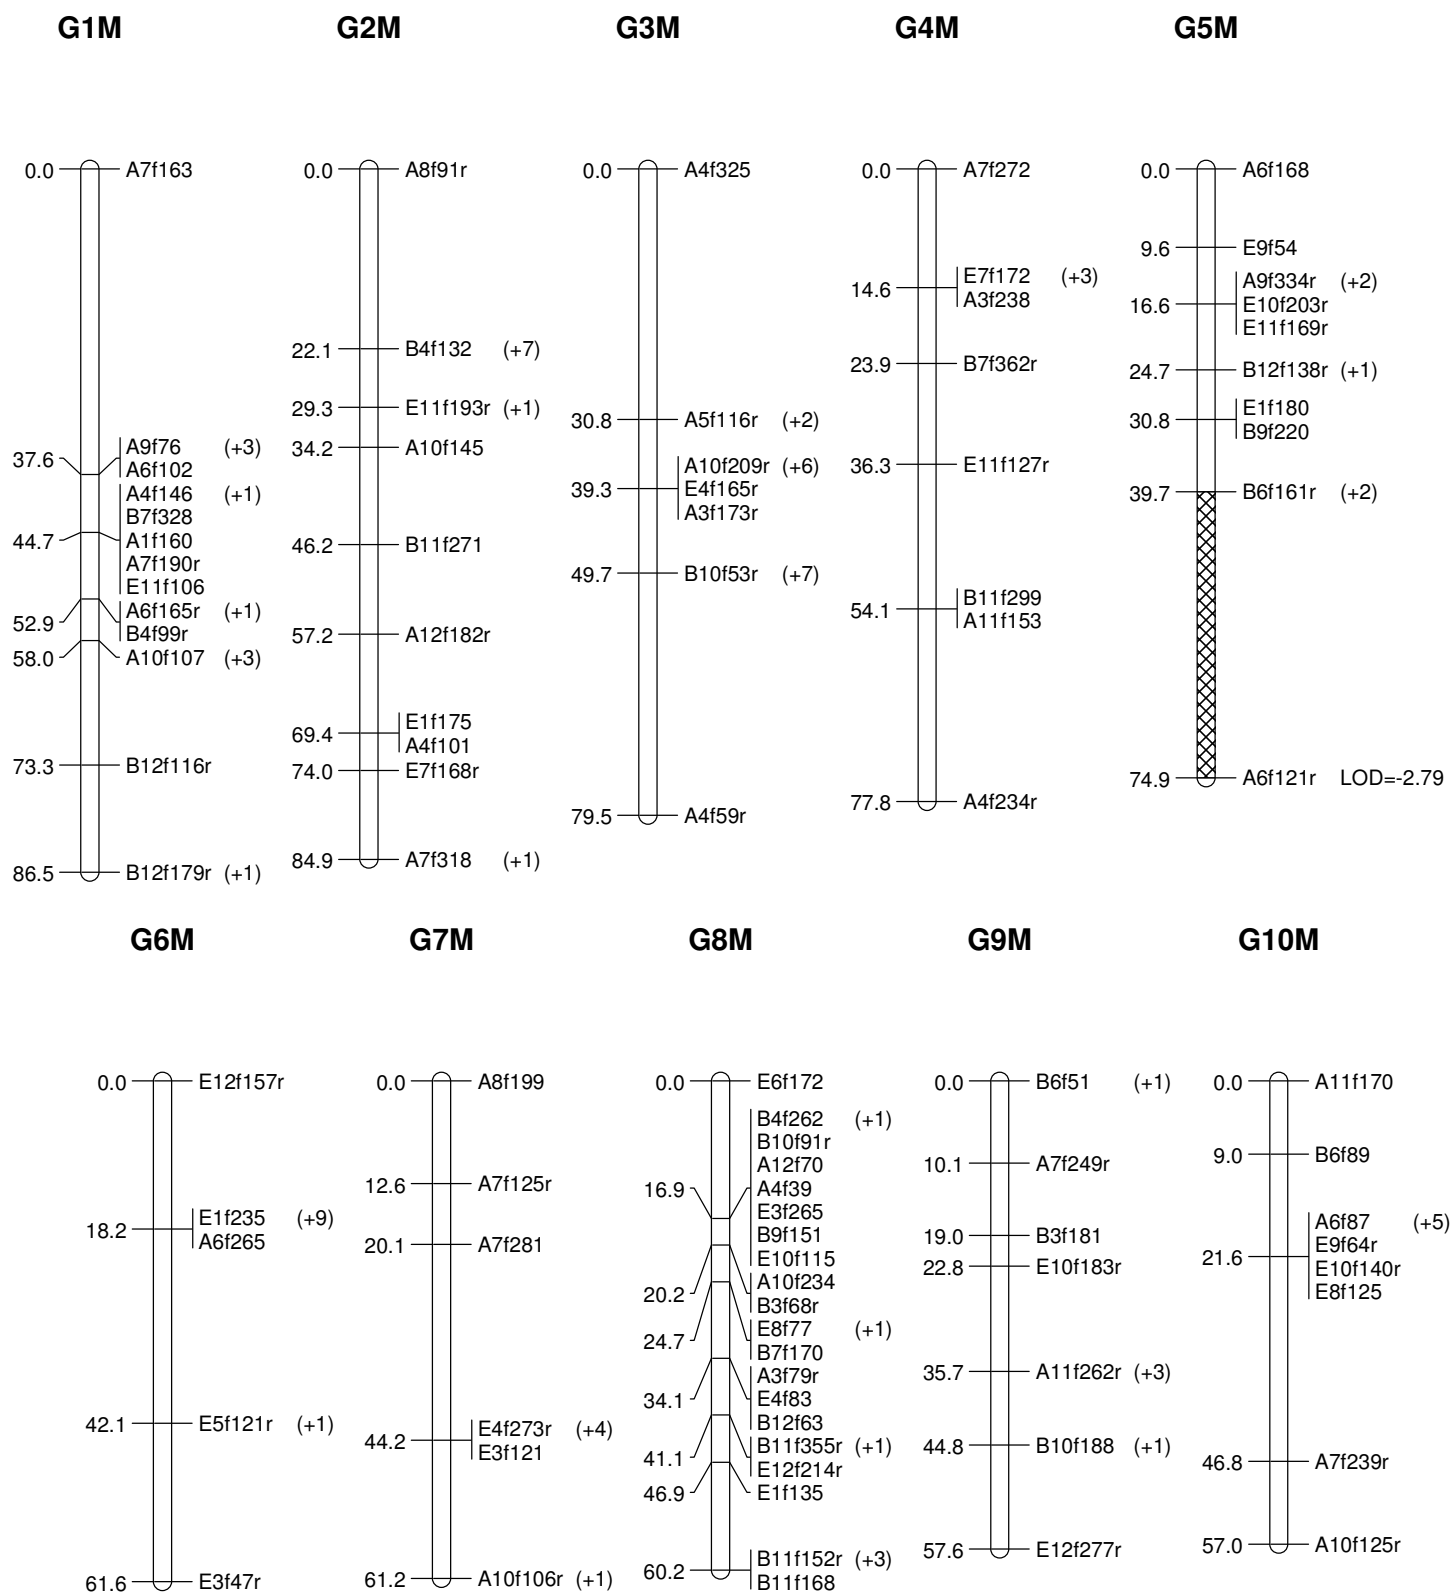 G1M G2M G3M G4M G5M
0.0 A7f163
37.6 A9f76 (+3)
A6f102
44.7 A4f146 (+1)
B7f328
A1f160
A7f190r
E11f106
52.9 A6f165r (+1)
B4f99r
58.0 A10f107 (+3)
73.3 B12f116r
86.5 B12f179r (+1)
0.0 A8f91r
22.1 B4f132 (+7)
29.3 E11f193r (+1)
34.2 A10f145
46.2 B11f271
57.2 A12f182r
69.4 E1f175
A4f101
74.0 E7f168r
84.9 A7f318 (+1)
0.0 A4f325
30.8 A5f116r (+2)
39.3 A10f209r (+6)
E4f165r
A3f173r
49.7 B10f53r (+7)
79.5 A4f59r
0.0 A7f272
14.6 E7f172 (+3)
A3f238
23.9 B7f362r
36.3 E11f127r
54.1 B11f299
A11f153
77.8 A4f234r
0.0 A6f168
9.6 E9f54
16.6 A9f334r (+2)
E10f203r
E11f169r
24.7 B12f138r (+1)
30.8 E1f180
B9f220
39.7 B6f161r (+2)
74.9 A6f121r LOD=-2.79
G6M G7M G8M G9M G10M
0.0 E12f157r
18.2 E1f235 (+9)
A6f265
42.1 E5f121r (+1)
61.6 E3f47r
0.0 A8f199
12.6 A7f125r
20.1 A7f281
44.2 E4f273r (+4)
E3f121
61.2 A10f106r (+1)
0.0 E6f172
16.9 B4f262 (+1)
B10f91r
A12f70
A4f39
E3f265
B9f151
E10f115
20.2 A10f234
B3f68r
24.7 E8f77 (+1)
B7f170
34.1 A3f79r
E4f83
B12f63
41.1 B11f355r (+1)
E12f214r
46.9 E1f135
60.2 B11f152r (+3)
B11f168
0.0 B6f51 (+1)
10.1 A7f249r
19.0 B3f181
22.8 E10f183r
35.7 A11f262r (+3)
44.8 B10f188 (+1)
57.6 E12f277r
0.0 A11f170
9.0 B6f89
21.6 A6f87 (+5)
E9f64r
E10f140r
E8f125
46.8 A7f239r
57.0 A10f125r